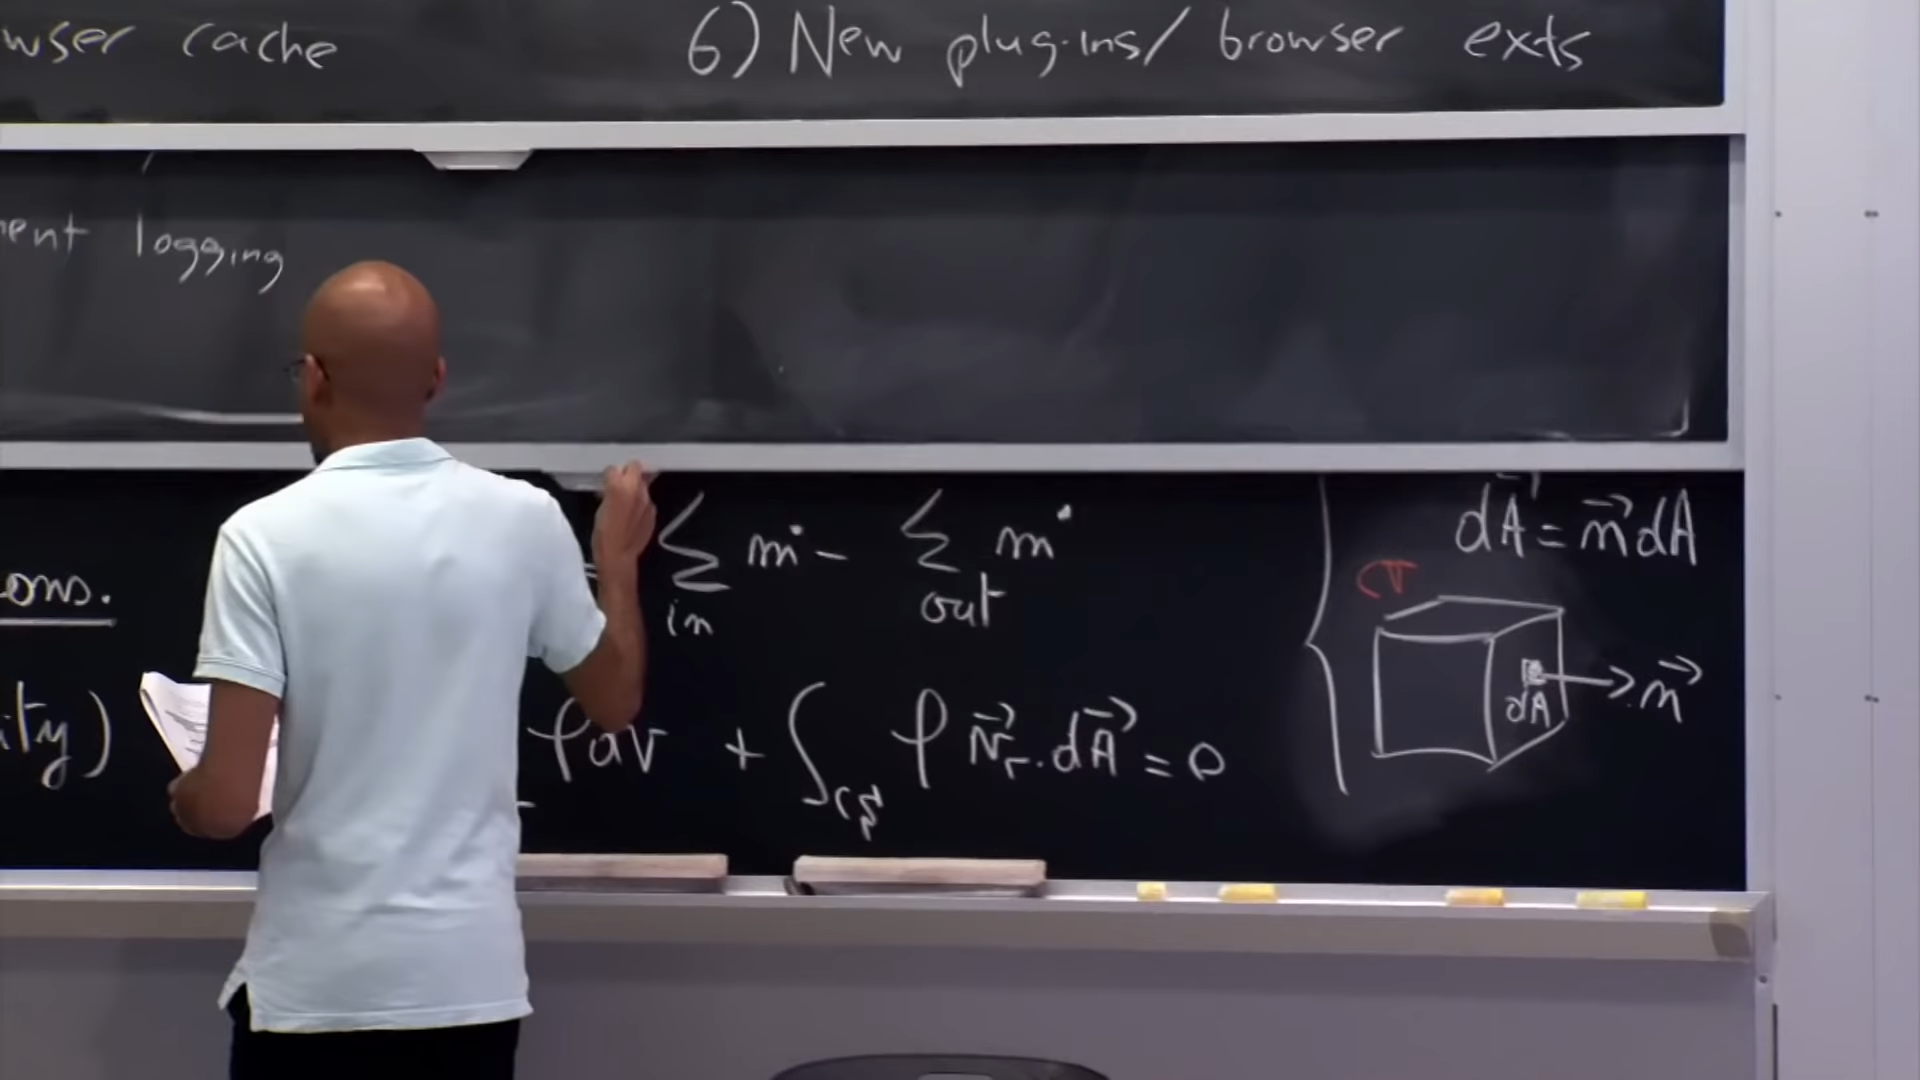 wser cache
6) New plug-ins/ browser exts
ent logging
ons.
= ∑ ṁ - ∑ ṁ
in out
ity)
ρdV + ∫ ρ V⃗r . dA⃗ = 0
CS
dA⃗ = n⃗ dA
CV
dA
n⃗